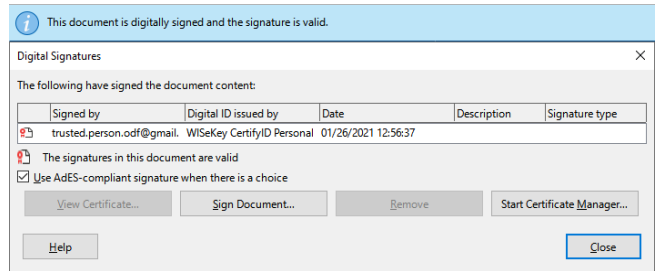 This document is digitally signed and the signature is valid.
Digital Signatures
The following have signed the document content:
Signed by Digital ID issued by Date Description Signature type
trusted.person.odf@gmail. WISeKey CertifyID Personal 01/26/2021 12:56:37
The signatures in this document are valid
Use AdES-compliant signature when there is a choice
View Certificate... Sign Document... Remove Start Certificate Manager...
Help Close